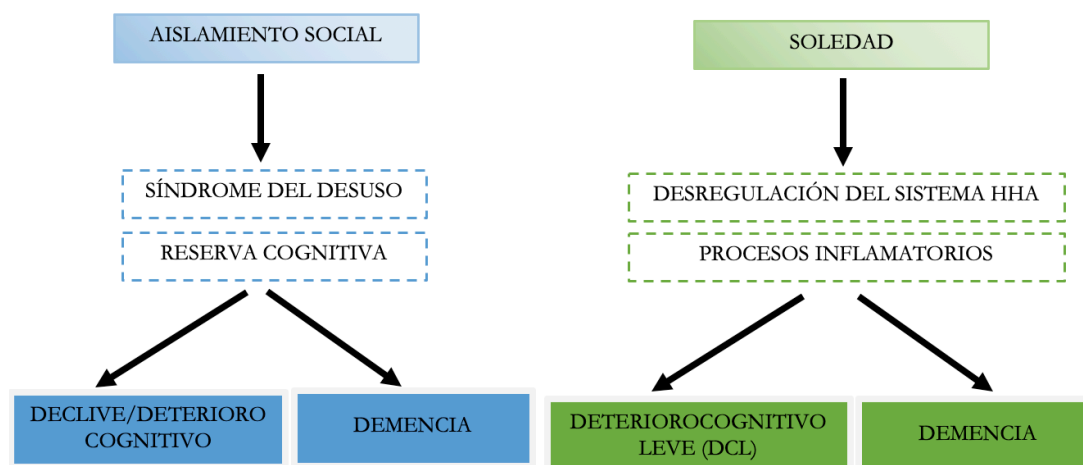 AISLAMIENTO SOCIAL
SOLEDAD
SÍNDROME DEL DESUSO
RESERVA COGNITIVA
DESREGULACIÓN DEL SISTEMA HHA
PROCESOS INFLAMATORIOS
DECLIVE/DETERIORO
COGNITIVO
DEMENCIA
DETERIOROCOGNITIVO
LEVE (DCL)
DEMENCIA